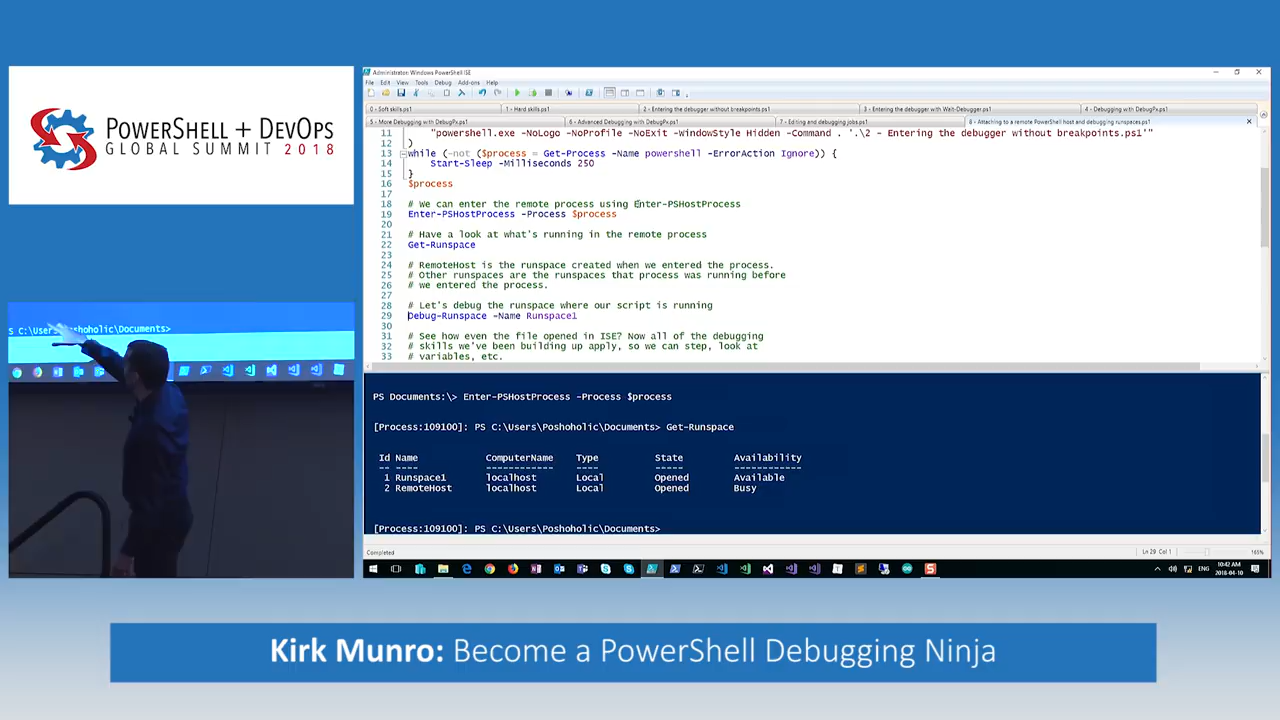 POWERSHELL + DEVOPS
GLOBAL SUMMIT 2018
PS C:\Users\Poshoholic\Documents>
Administrator: Windows PowerShell ISE
File Edit View Tools Debug Add-ons Help
0 - Soft skills.ps1
1 - Hard skills.ps1
2 - Entering the debugger without breakpoints.ps1
3 - Entering the debugger with Wait-Debugger.ps1
4 - Debugging with DebugPx.ps1
5 - More Debugging with DebugPx.ps1
6 - Advanced Debugging with DebugPx.ps1
7 - Editing and debugging jobs.ps1
8 - Attaching to a remote PowerShell host and debugging runspaces.ps1
11 "powershell.exe -NoLogo -NoProfile -NoExit -WindowStyle Hidden -Command . '.\2 - Entering the debugger without breakpoints.ps1'"
12 )
13 while (-not ($process = Get-Process -Name powershell -ErrorAction Ignore)) {
14 Start-Sleep -Milliseconds 250
15 }
16 $process
17
18 # We can enter the remote process using Enter-PSHostProcess
19 Enter-PSHostProcess -Process $process
20
21 # Have a look at what's running in the remote process
22 Get-Runspace
23
24 # RemoteHost is the runspace created when we entered the process.
25 # Other runspaces are the runspaces that process was running before
26 # we entered the process.
27
28 # Let's debug the runspace where our script is running
29 Debug-Runspace -Name Runspace1
30
31 # See how even the file opened in ISE? Now all of the debugging
32 # skills we've been building up apply, so we can step, look at
33 # variables, etc.
PS Documents:\> Enter-PSHostProcess -Process $process
[Process:109100]: PS C:\Users\Poshoholic\Documents> Get-Runspace
Id Name ComputerName Type State Availability
-- ---- ------------ ---- ----- ------------
1 Runspace1 localhost Local Opened Available
2 RemoteHost localhost Local Opened Busy
[Process:109100]: PS C:\Users\Poshoholic\Documents>
Completed
Ln 29 Col 1
165%
ENG
10:42 AM
2018-04-10
Kirk Munro: Become a PowerShell Debugging Ninja